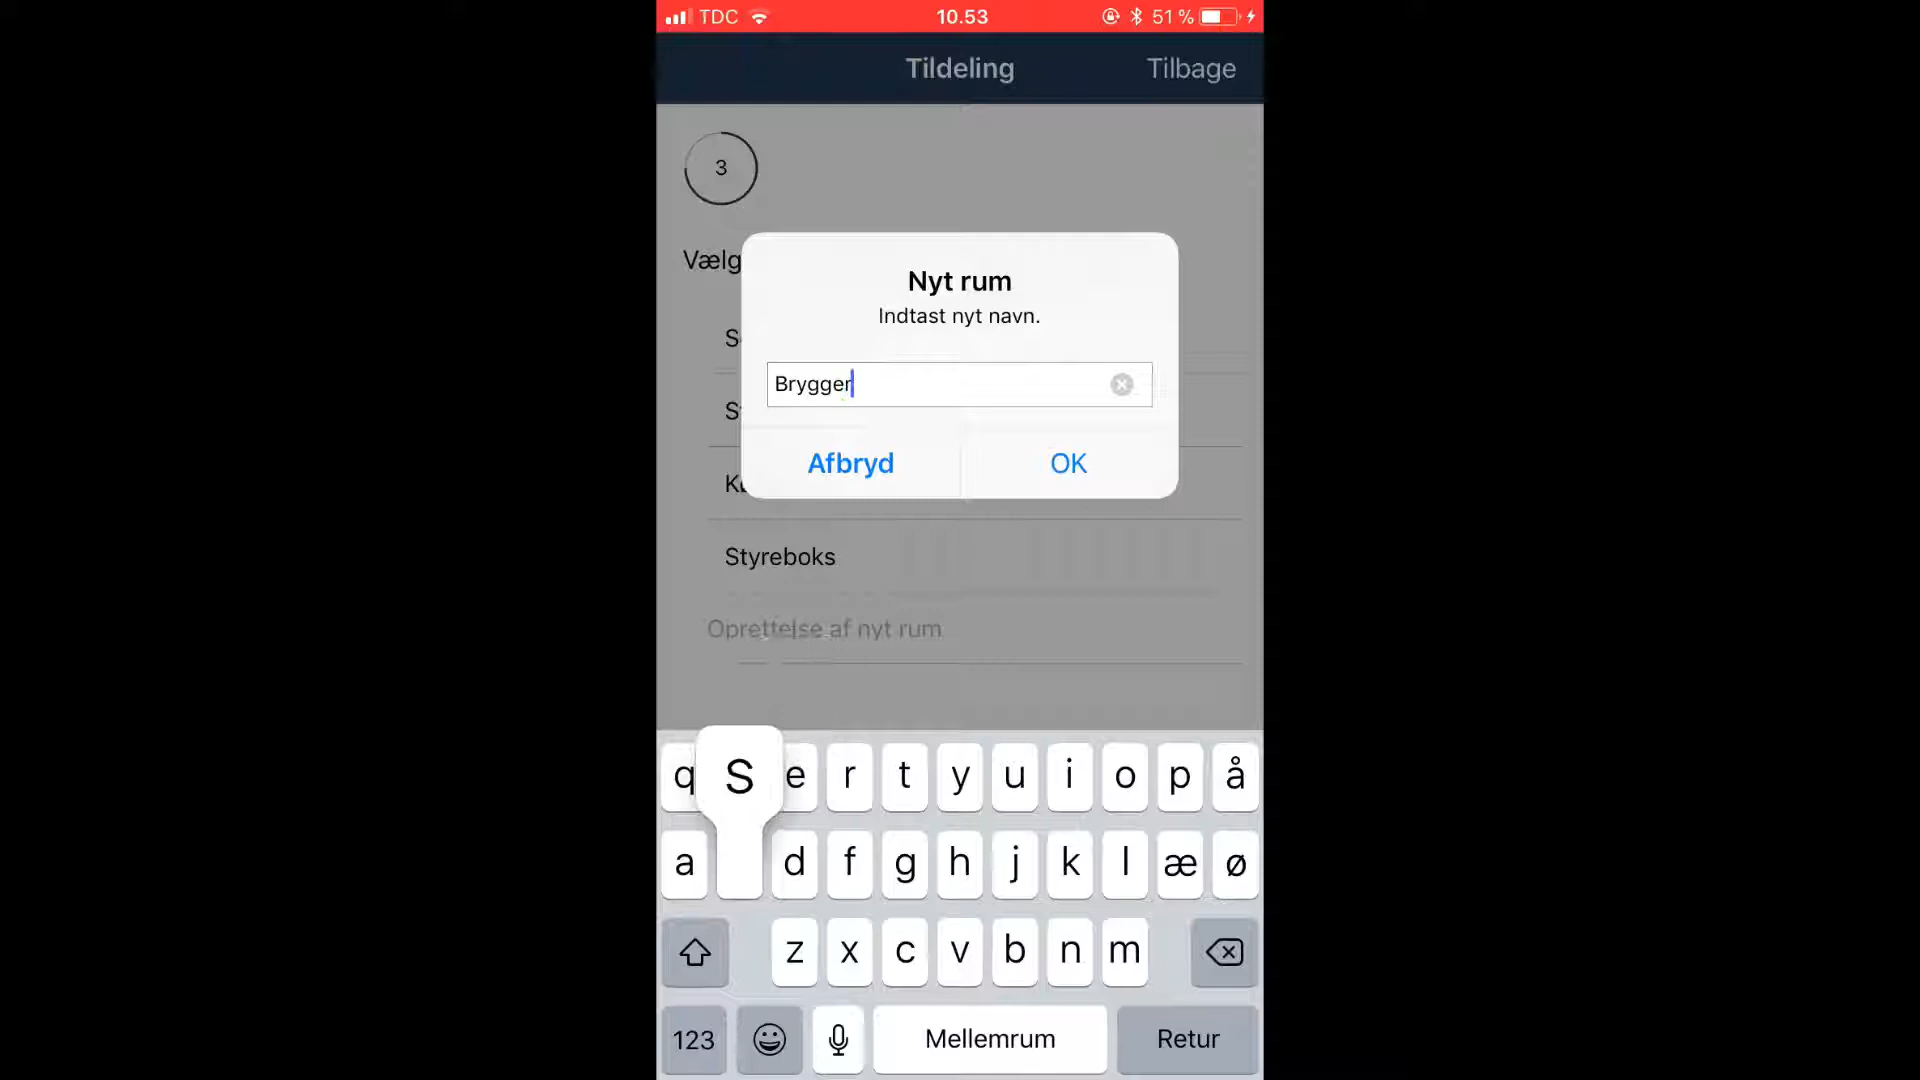 TDC 10.53 51 %
Tildeling Tilbage
3
Vælg
Nyt rum
Indtast nyt navn.
S
Brygger
S
Afbryd OK
Styreboks
Oprettelse af nyt rum
q S e r t y u i o p å
a d f g h j k l æ ø
z x c v b n m
123 Mellemrum Retur